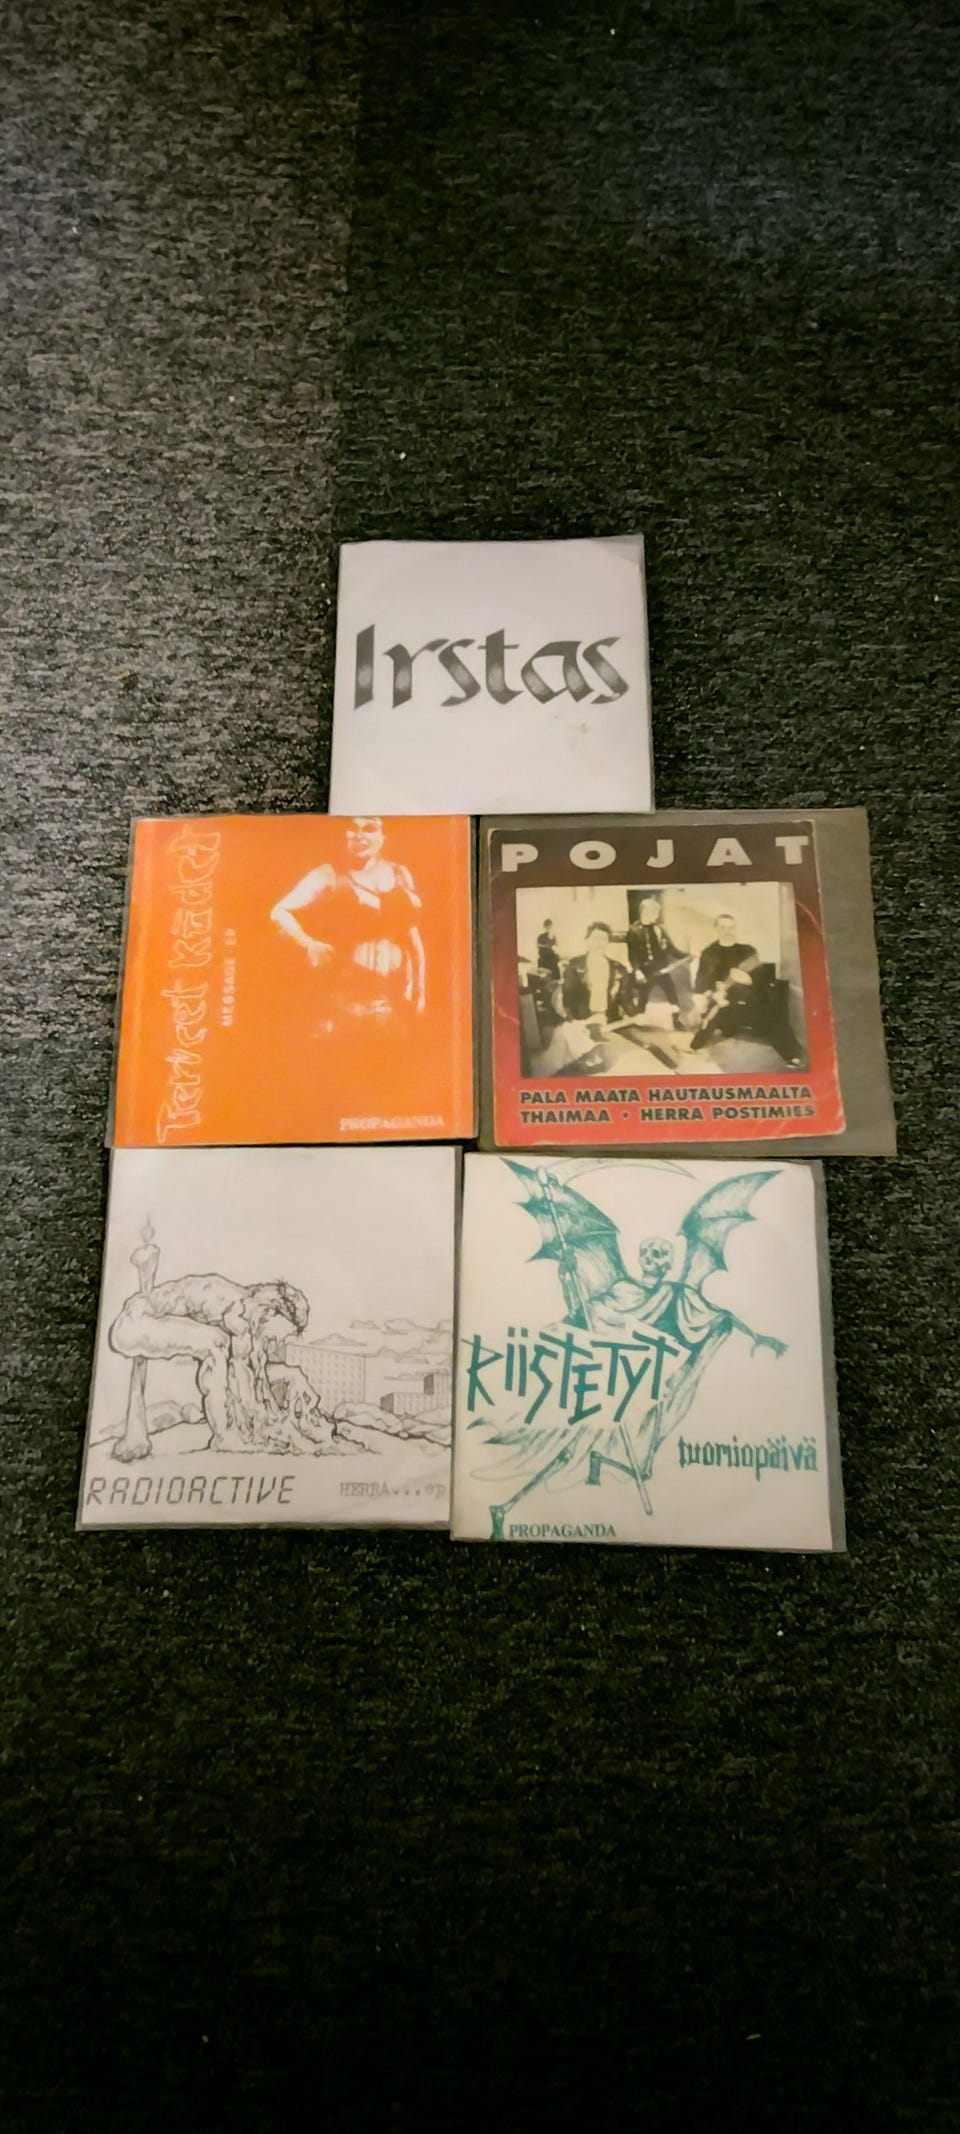 Irstas
Terveet Kädet
MESSAGE EP
PROPAGANDA
POJAT
PALA MAATA HAUTAUSMAALTA
THAIMAA • HERRA POSTIMIES
RADIOACTIVE
HERRA...ep
RIISTETYT
tuomiopäivä
PROPAGANDA